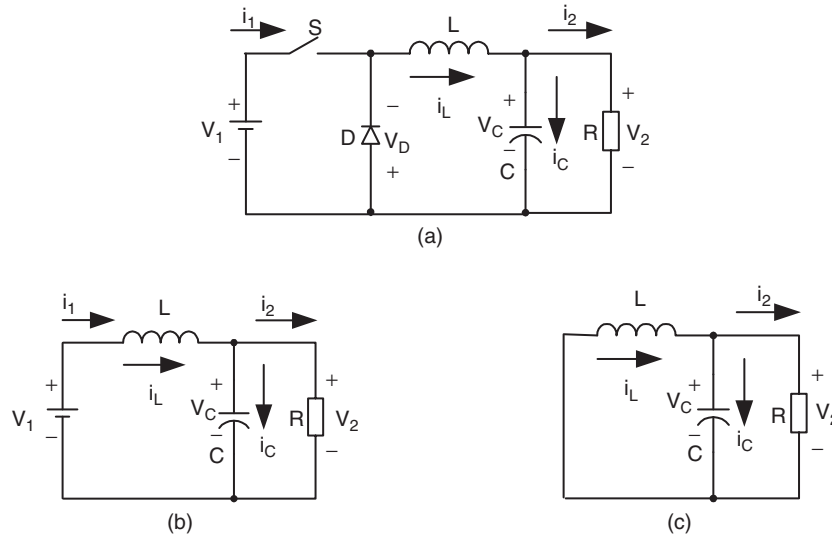 i1 S L i2
+ − + +
V1 D VD iL VC iC R V2
− + − −
C
(a)
i1 L i2
+ + +
V1 iL VC iC R V2
− − −
C
(b)
L i2
+ +
iL VC iC R V2
− −
C
(c)